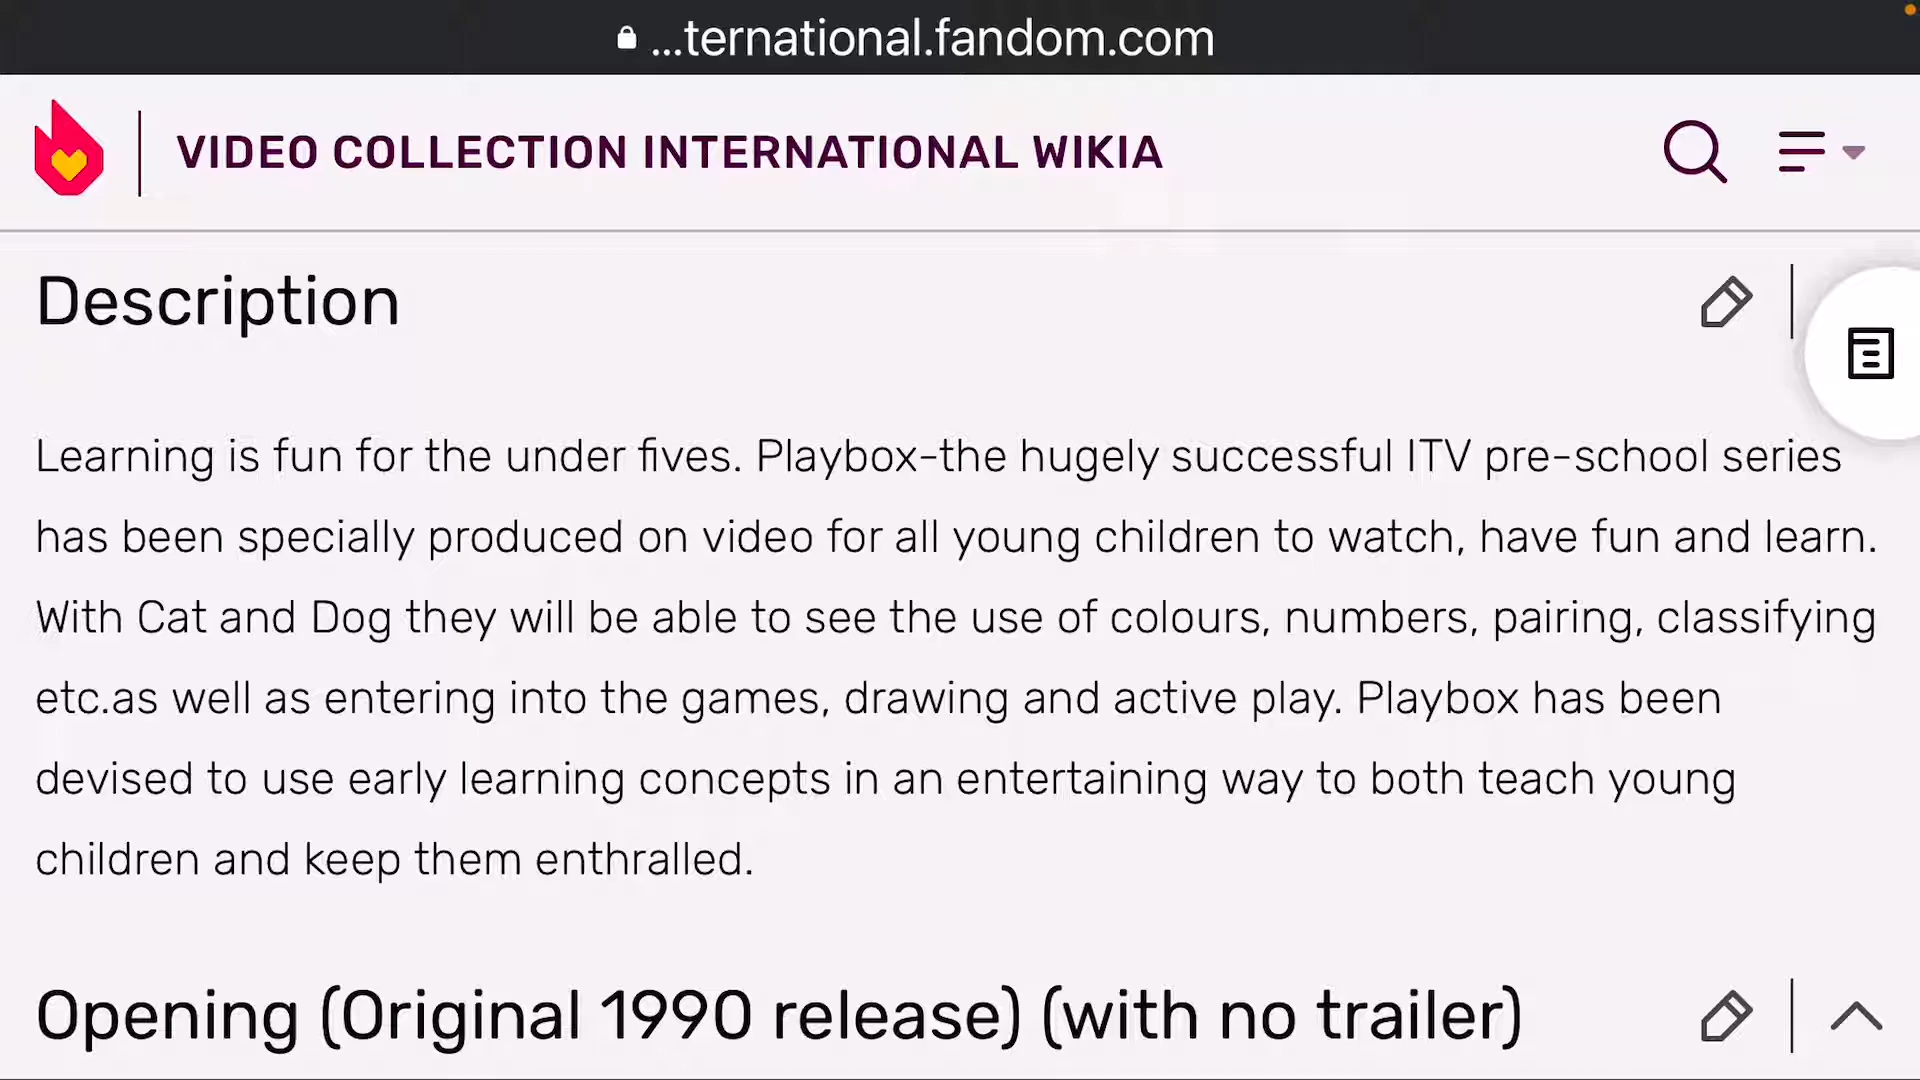 ...ternational.fandom.com
VIDEO COLLECTION INTERNATIONAL WIKIA
Description
Learning is fun for the under fives. Playbox-the hugely successful ITV pre-school series
has been specially produced on video for all young children to watch, have fun and learn.
With Cat and Dog they will be able to see the use of colours, numbers, pairing, classifying
etc.as well as entering into the games, drawing and active play. Playbox has been
devised to use early learning concepts in an entertaining way to both teach young
children and keep them enthralled.
Opening (Original 1990 release) (with no trailer)